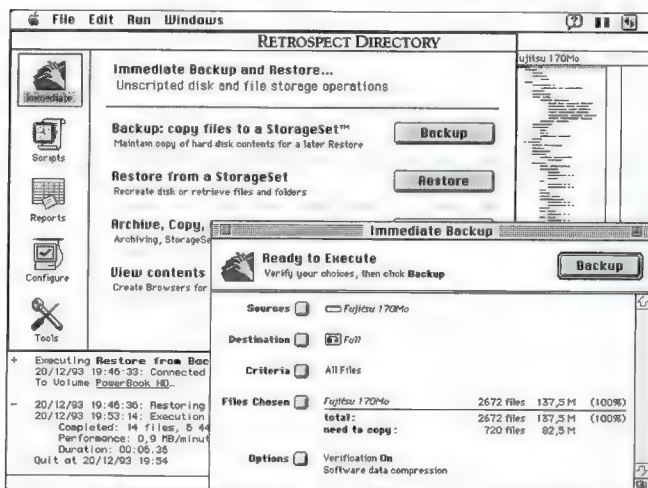 File Edit Run Windows
RETROSPECT DIRECTORY
Fujitsu 170Mo
Immediate
Scripts
Reports
Configure
Tools
Immediate Backup and Restore...
Unscripted disk and file storage operations
Backup: copy files to a StorageSet™
Maintain copy of hard disk contents for a later Restore
Backup
Restore from a StorageSet
Recreate disk or retrieve files and folders
Restore
Archive, Copy,
Archiving, StorageSe
View contents
Create Browsers for
+ Executing Restore from Bac
20/12/93 19:46:33: Connected
To Volume PowerBook HD…
- 20/12/93 19:46:36: Restoring
20/12/93 19:53:14: Execution
Completed: 14 files, 5 44
Performance: 0,9 MB/minut
Duration: 00:06.36
Quit at 20/12/93 19:54
Immediate Backup
Ready to Execute
Verify your choices, then click Backup
Backup
Sources Fujitsu 170Mo
Destination Full
Criteria All Files
Files Chosen Fujitsu 170Mo 2672 files 137,5 M (100%)
total: 2672 files 137,5 M (100%)
need to copy: 720 files 82,5 M
Options Verification On
Software data compression